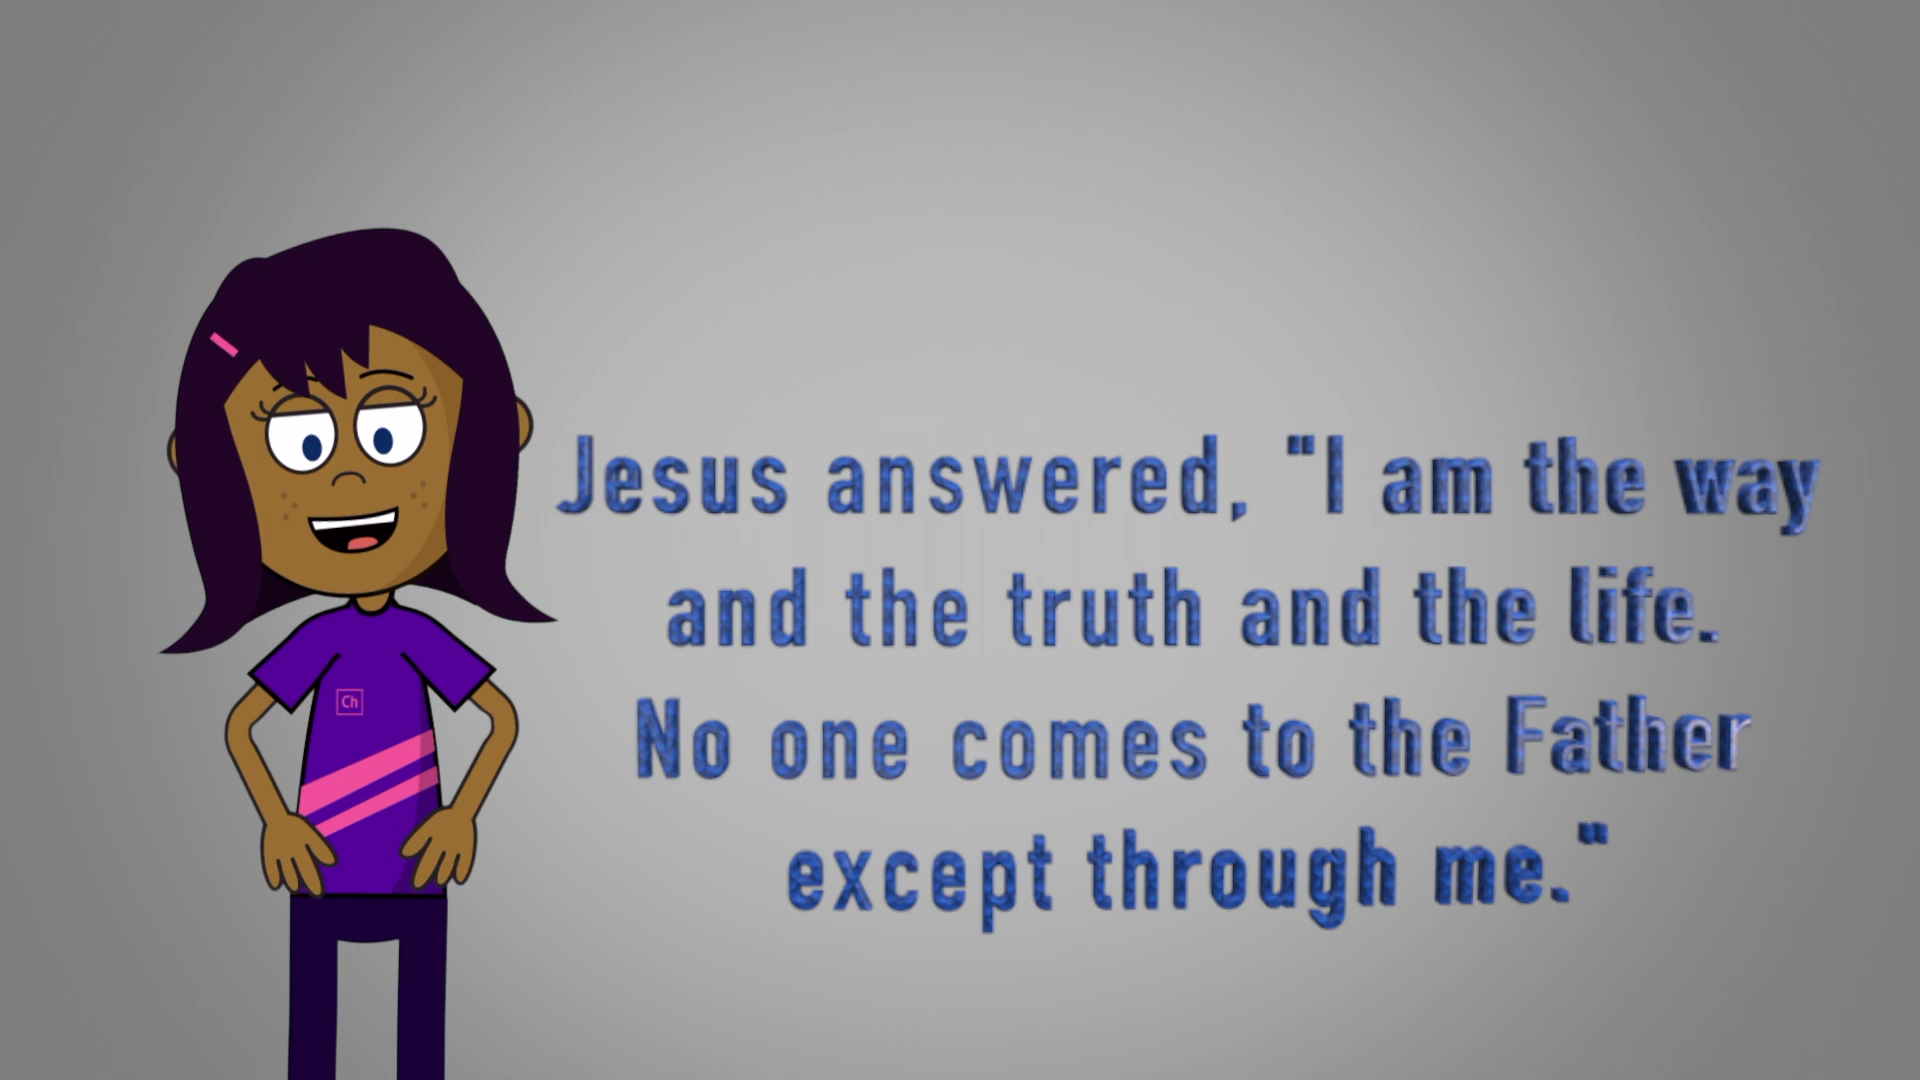 Ch
Jesus answered, "I am the way
and the truth and the life.
No one comes to the Father
except through me."